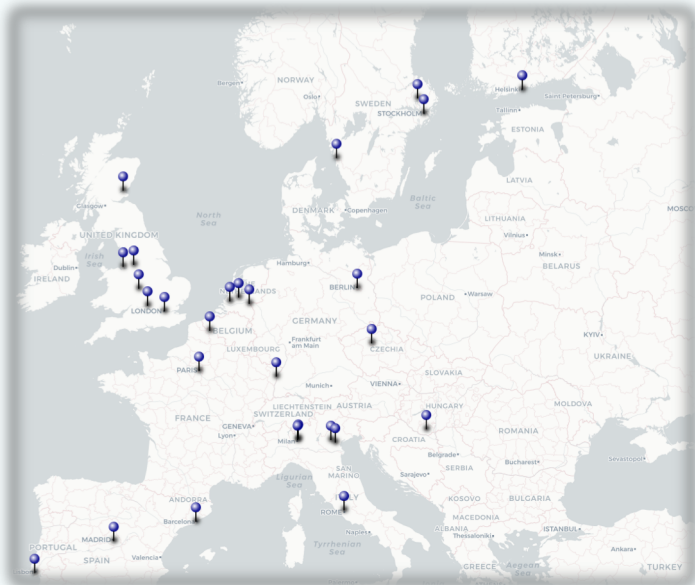 NORWAY
Bergen
Oslo
SWEDEN
STOCKHOLM
Helsinki
Saint Petersburg
Tallinn
ESTONIA
LATVIA
Baltic
Sea
Glasgow
North
Sea
DENMARK
Copenhagen
LITHUANIA
Vilnius
MOSCO
UNITED KINGDOM
Irish
Sea
Dublin
IRELAND
Hamburg
Minsk
BELARUS
BERLIN
POLAND
Warsaw
LONDON
BELGIUM
GERMANY
Frankfurt
am Main
KYIV
LUXEMBOURG
CZECHIA
UKRAINE
PARIS
SLOVAKIA
Munich
VIENNA
MOLDOVA
LIECHTENSTEIN
AUSTRIA
HUNGARY
SWITZERLAND
FRANCE
GENEVA
Lyon
Milan
CROATIA
ROMANIA
Belgrade
Bucharest
Sevastopol
SAN
MARINO
Sarajevo
SERBIA
Ligurian
Sea
ANDORRA
ITALY
KOSOVO
BULGARIA
ROME
MACEDONIA
Barcelona
ALBANIA
ISTANBUL
Naples
Thessaloniki
MADRID
PORTUGAL
Tyrrhenian
Sea
Ankara
SPAIN
Valencia
GREECE
Aegean
Sea
TURKEY